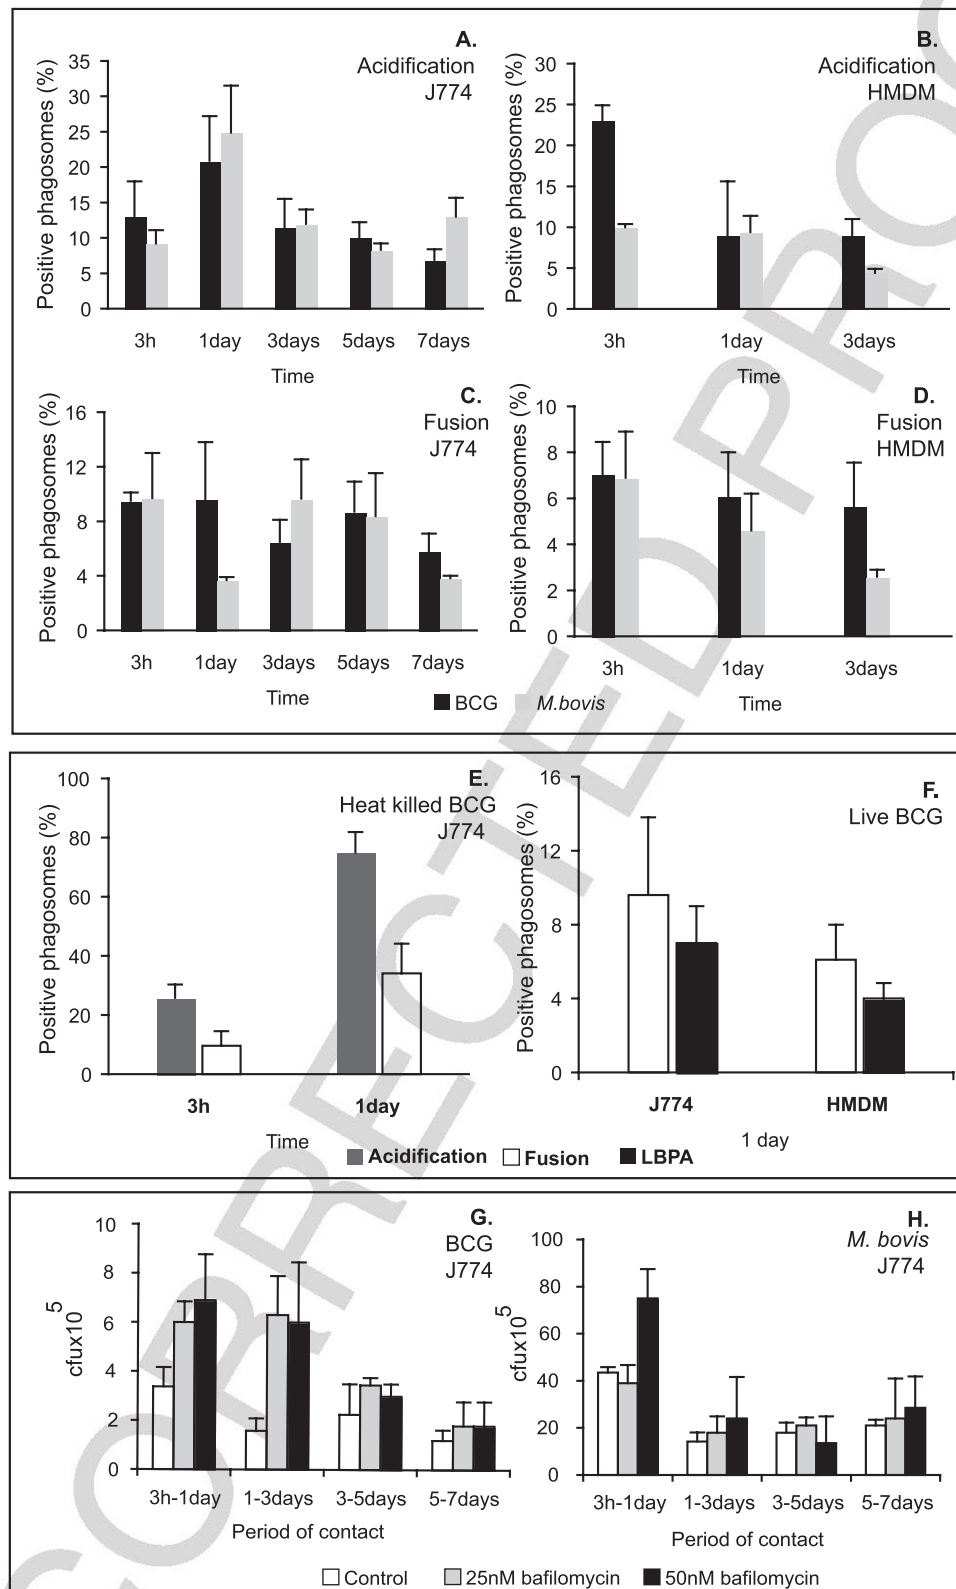 A.
Acidification
J774
Positive phagosomes (%)
35
30
25
20
15
10
5
0
3h 1day 3days 5days 7days
Time
B.
Acidification
HMDM
Positive phagosomes (%)
30
25
20
15
10
5
0
3h 1day 3days
Time
C.
Fusion
J774
Positive phagosomes (%)
16
12
8
4
0
3h 1day 3days 5days 7days
Time
D.
Fusion
HMDM
Positive phagosomes (%)
10
8
6
4
2
0
3h 1day 3days
Time
BCG M.bovis
E.
Heat killed BCG
J774
Positive phagosomes (%)
100
80
60
40
20
0
3h 1day
Time
F.
Live BCG
Positive phagosomes (%)
16
12
8
4
0
J774 HMDM
1 day
Acidification Fusion LBPA
G.
BCG
J774
cfux10 5
10
8
6
4
2
0
3h-1day 1-3days 3-5days 5-7days
Period of contact
H.
M. bovis
J774
cfux10 5
100
80
60
40
20
0
3h-1day 1-3days 3-5days 5-7days
Period of contact
Control 25nM bafilomycin 50nM bafilomycin
CORRECTED PROO